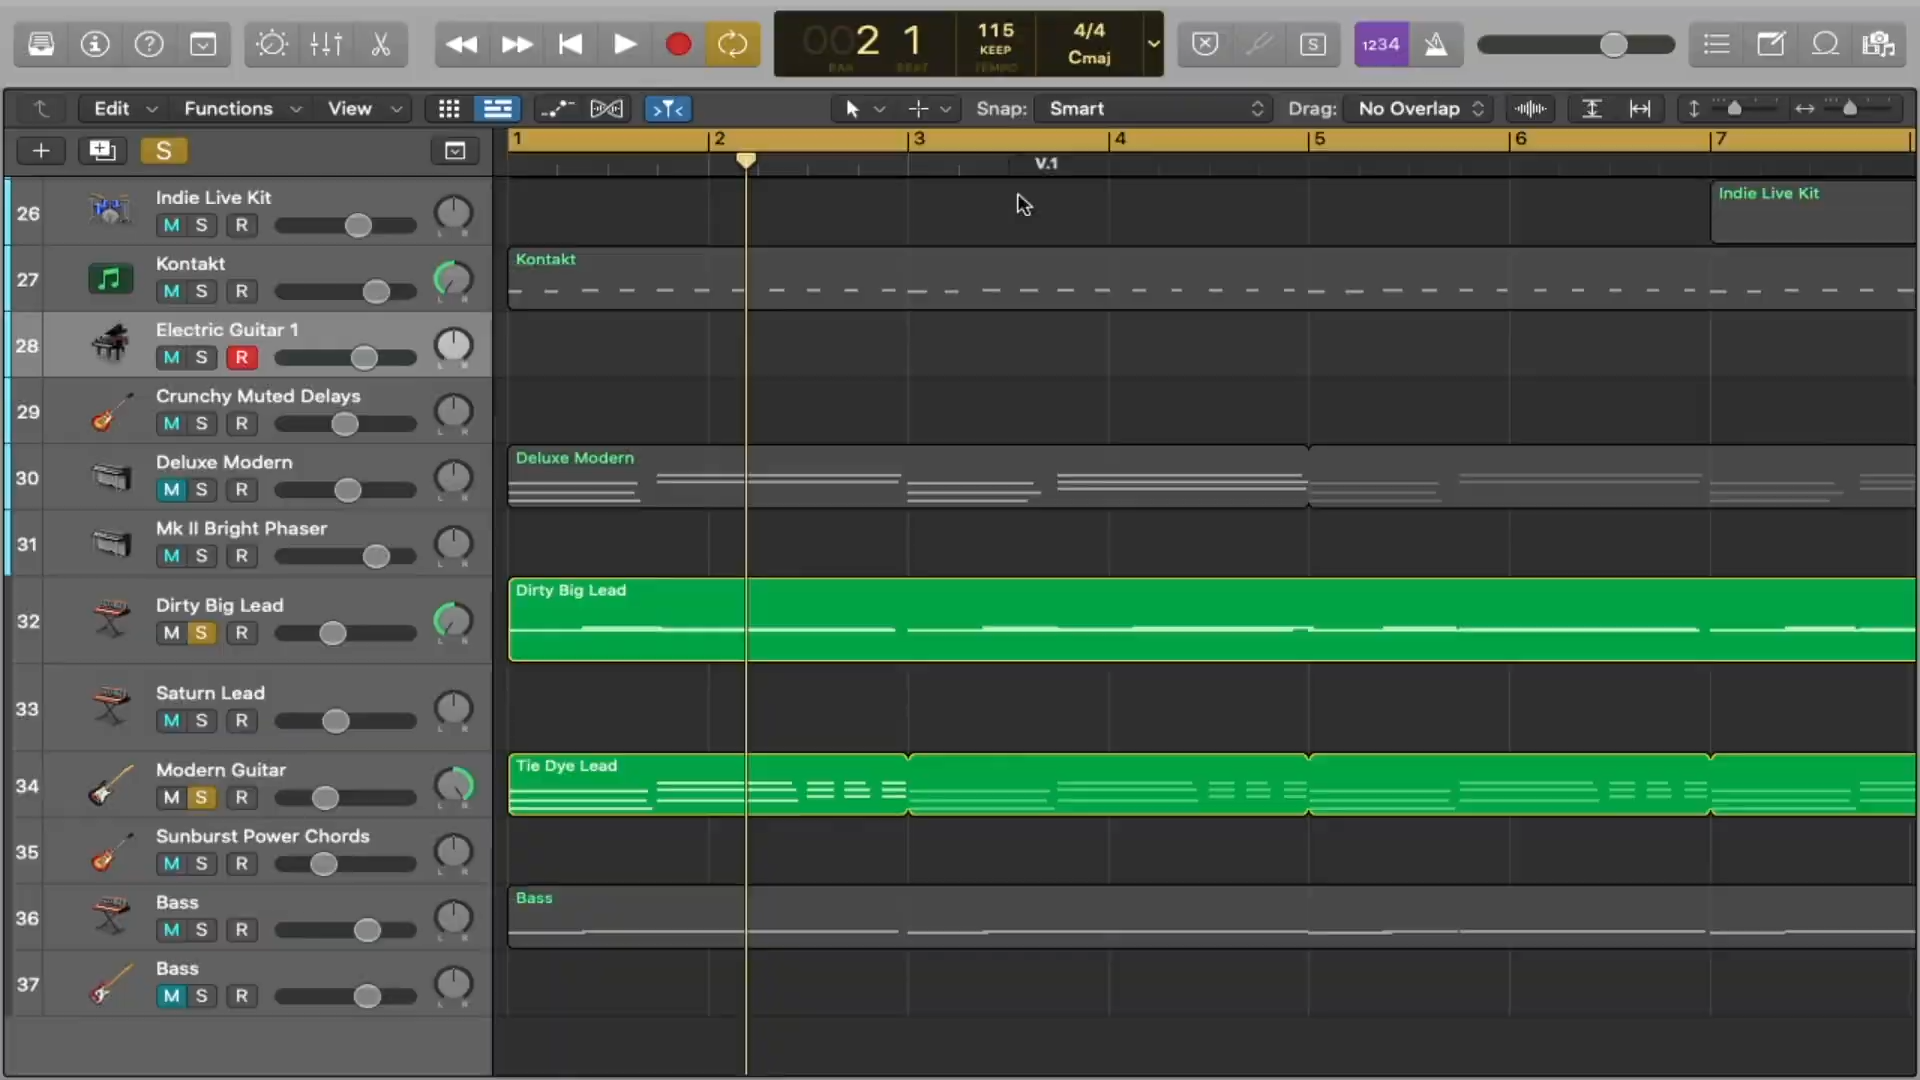 002 1
BAR BEAT
115
KEEP
TEMPO
4/4
Cmaj
S
1234
Edit Functions View
Snap: Smart
Drag: No Overlap
S
1 2 3 4 5 6 7
V.1
26 Indie Live Kit
M S R
L R
Indie Live Kit
27 Kontakt
M S R
L R
Kontakt
28 Electric Guitar 1
M S R
L R
29 Crunchy Muted Delays
M S R
L R
30 Deluxe Modern
M S R
L R
Deluxe Modern
31 Mk II Bright Phaser
M S R
L R
32 Dirty Big Lead
M S R
L R
Dirty Big Lead
33 Saturn Lead
M S R
L R
34 Modern Guitar
M S R
L R
Tie Dye Lead
35 Sunburst Power Chords
M S R
L R
36 Bass
M S R
L R
Bass
37 Bass
M S R
L R